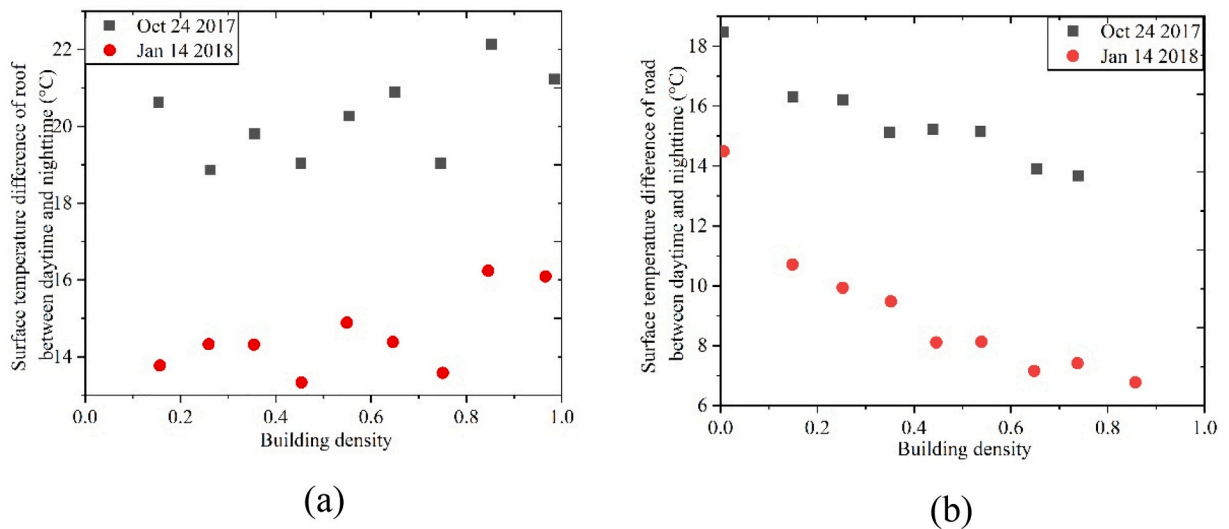 Oct 24 2017
Jan 14 2018
Surface temperature difference of roof
between daytime and nighttime (°C)
22
20
18
16
14
0.0 0.2 0.4 0.6 0.8 1.0
Building density
(a)
Oct 24 2017
Jan 14 2018
Surface temperature difference of road
between daytime and nighttime (°C)
18
16
14
12
10
8
6
0.0 0.2 0.4 0.6 0.8 1.0
Building density
(b)